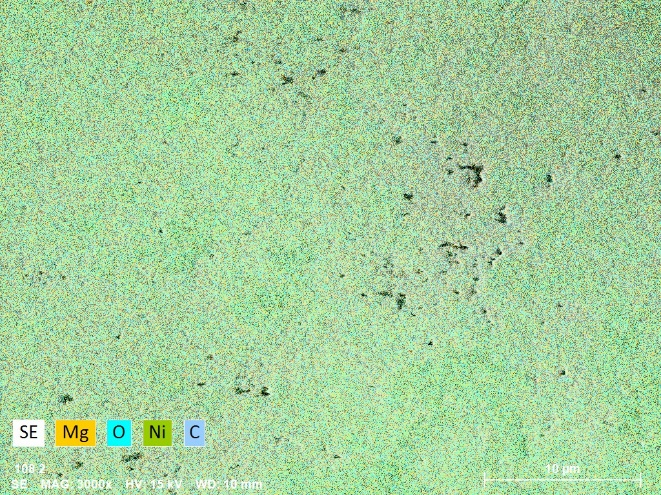 SE Mg O Ni C
108 2
SE MAG: 3000x HV: 15 kV WD: 10 mm
10 µm